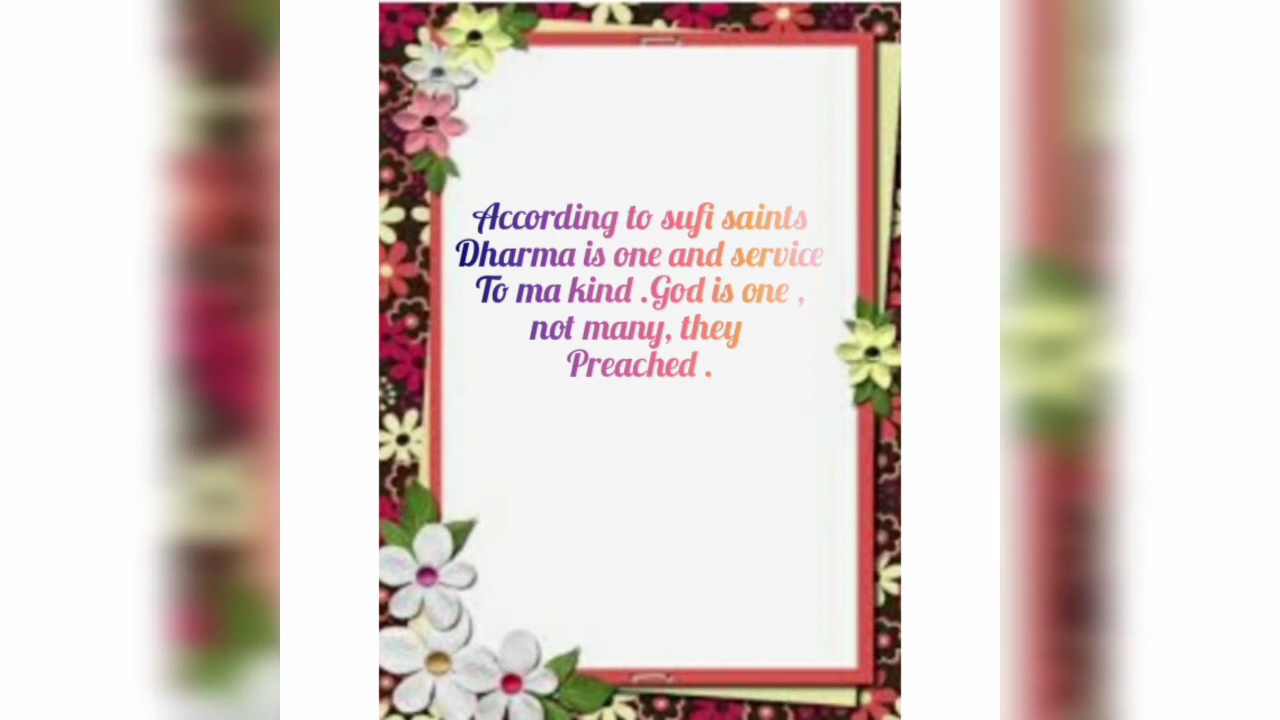 According to sufi saints
Dharma is one and service
To ma kind .God is one ,
not many, they
Preached .